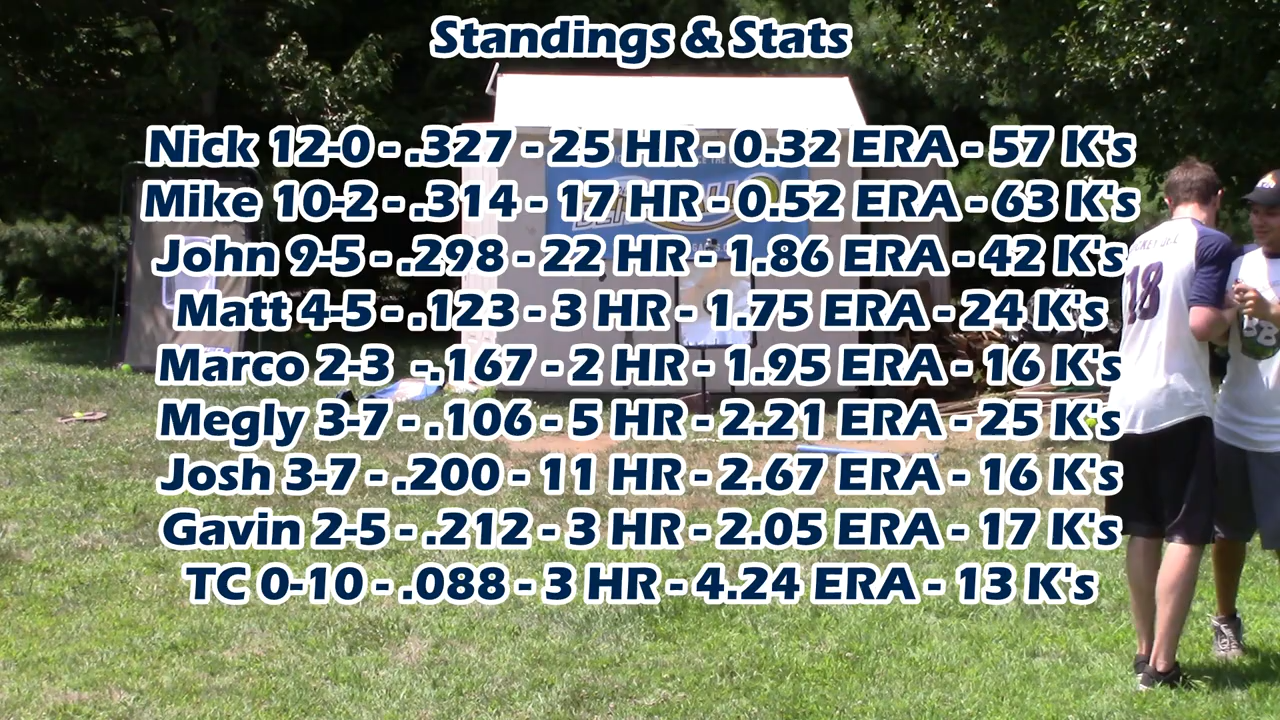 Standings & Stats
Nick 12-0 - .327 - 25 HR - 0.32 ERA - 57 K's
Mike 10-2 - .314 - 17 HR - 0.52 ERA - 63 K's
John 9-5 - .298 - 22 HR - 1.86 ERA - 42 K's
Matt 4-5 - .123 - 3 HR - 1.75 ERA - 24 K's
Marco 2-3 -.167 - 2 HR - 1.95 ERA - 16 K's
Megly 3-7 - .106 - 5 HR - 2.21 ERA - 25 K's
Josh 3-7 - .200 - 11 HR - 2.67 ERA - 16 K's
Gavin 2-5 - .212 - 3 HR - 2.05 ERA - 17 K's
TC 0-10 - .088 - 3 HR - 4.24 ERA - 13 K's
18